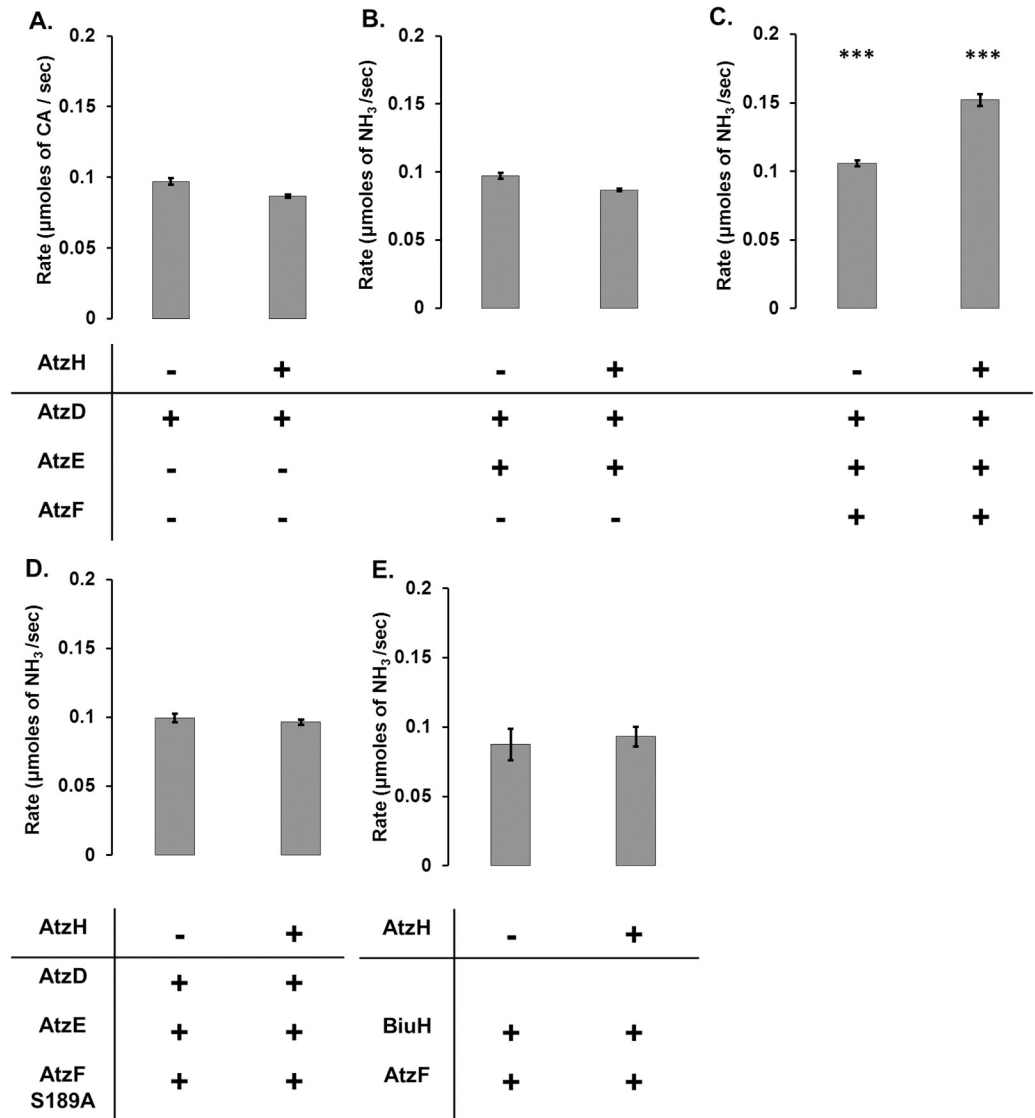 A.
Rate (μmoles of CA / sec)
0.2
0.15
0.1
0.05
0
B.
Rate (μmoles of NH₃/sec)
0.2
0.15
0.1
0.05
0
C.
Rate (μmoles of NH₃/sec)
0.2
0.15
0.1
0.05
0
*** ***
AtzH - + - + - +
AtzD + + + + + +
AtzE - - + + + +
AtzF - - - - + +
D.
Rate (μmoles of NH₃/sec)
0.2
0.15
0.1
0.05
0
E.
Rate (μmoles of NH₃/sec)
0.2
0.15
0.1
0.05
0
AtzH - +
AtzD + +
AtzE + +
AtzF + +
S189A
AtzH - +
BiuH + +
AtzF + +